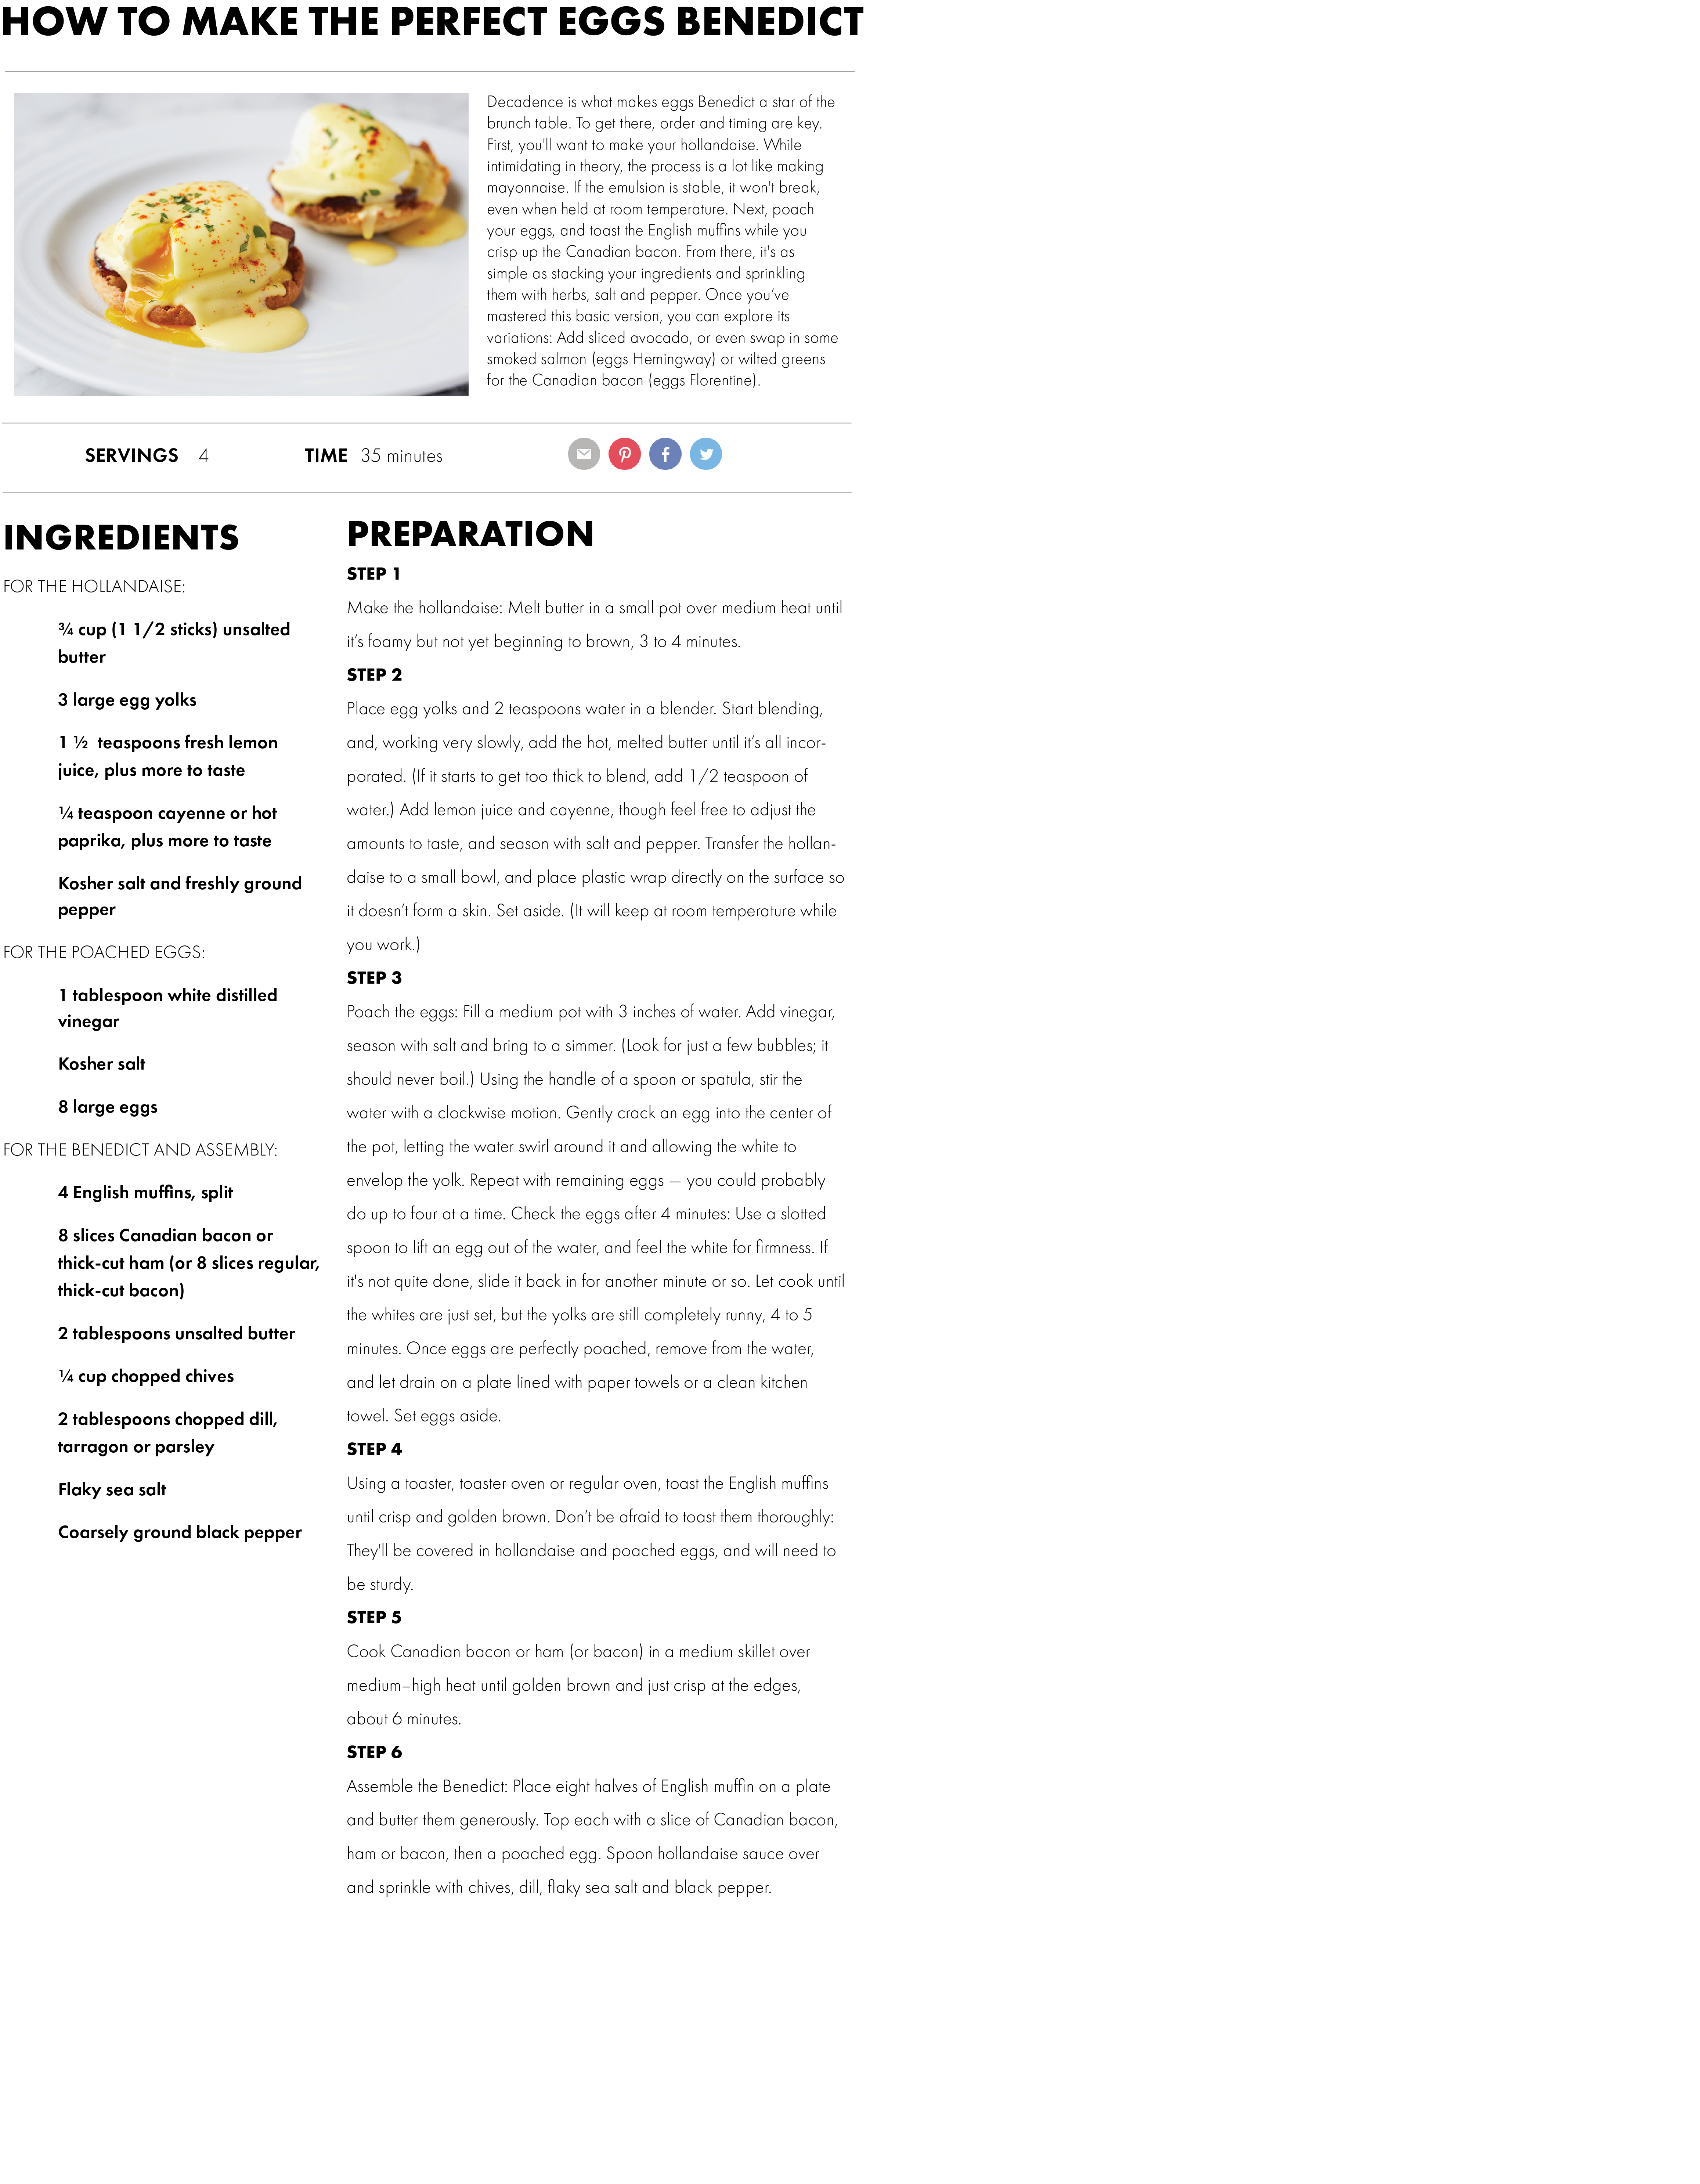 HOW TO MAKE THE PERFECT EGGS BENEDICT
Decadence is what makes eggs Benedict a star of the
brunch table. To get there, order and timing are key.
First, you'll want to make your hollandaise. While
intimidating in theory, the process is a lot like making
mayonnaise. If the emulsion is stable, it won't break,
even when held at room temperature. Next, poach
your eggs, and toast the English muffins while you
crisp up the Canadian bacon. From there, it's as
simple as stacking your ingredients and sprinkling
them with herbs, salt and pepper. Once you’ve
mastered this basic version, you can explore its
variations: Add sliced avocado, or even swap in some
smoked salmon (eggs Hemingway) or wilted greens
for the Canadian bacon (eggs Florentine).
SERVINGS 4 TIME 35 minutes
INGREDIENTS
FOR THE HOLLANDAISE:
¾ cup (1 1/2 sticks) unsalted
butter
3 large egg yolks
1 ½ teaspoons fresh lemon
juice, plus more to taste
¼ teaspoon cayenne or hot
paprika, plus more to taste
Kosher salt and freshly ground
pepper
FOR THE POACHED EGGS:
1 tablespoon white distilled
vinegar
Kosher salt
8 large eggs
FOR THE BENEDICT AND ASSEMBLY:
4 English muffins, split
8 slices Canadian bacon or
thick-cut ham (or 8 slices regular,
thick-cut bacon)
2 tablespoons unsalted butter
¼ cup chopped chives
2 tablespoons chopped dill,
tarragon or parsley
Flaky sea salt
Coarsely ground black pepper
PREPARATION
STEP 1
Make the hollandaise: Melt butter in a small pot over medium heat until
it’s foamy but not yet beginning to brown, 3 to 4 minutes.
STEP 2
Place egg yolks and 2 teaspoons water in a blender. Start blending,
and, working very slowly, add the hot, melted butter until it’s all incor-
porated. (If it starts to get too thick to blend, add 1/2 teaspoon of
water.) Add lemon juice and cayenne, though feel free to adjust the
amounts to taste, and season with salt and pepper. Transfer the hollan-
daise to a small bowl, and place plastic wrap directly on the surface so
it doesn’t form a skin. Set aside. (It will keep at room temperature while
you work.)
STEP 3
Poach the eggs: Fill a medium pot with 3 inches of water. Add vinegar,
season with salt and bring to a simmer. (Look for just a few bubbles; it
should never boil.) Using the handle of a spoon or spatula, stir the
water with a clockwise motion. Gently crack an egg into the center of
the pot, letting the water swirl around it and allowing the white to
envelop the yolk. Repeat with remaining eggs — you could probably
do up to four at a time. Check the eggs after 4 minutes: Use a slotted
spoon to lift an egg out of the water, and feel the white for firmness. If
it's not quite done, slide it back in for another minute or so. Let cook until
the whites are just set, but the yolks are still completely runny, 4 to 5
minutes. Once eggs are perfectly poached, remove from the water,
and let drain on a plate lined with paper towels or a clean kitchen
towel. Set eggs aside.
STEP 4
Using a toaster, toaster oven or regular oven, toast the English muffins
until crisp and golden brown. Don’t be afraid to toast them thoroughly:
They'll be covered in hollandaise and poached eggs, and will need to
be sturdy.
STEP 5
Cook Canadian bacon or ham (or bacon) in a medium skillet over
medium–high heat until golden brown and just crisp at the edges,
about 6 minutes.
STEP 6
Assemble the Benedict: Place eight halves of English muffin on a plate
and butter them generously. Top each with a slice of Canadian bacon,
ham or bacon, then a poached egg. Spoon hollandaise sauce over
and sprinkle with chives, dill, flaky sea salt and black pepper.